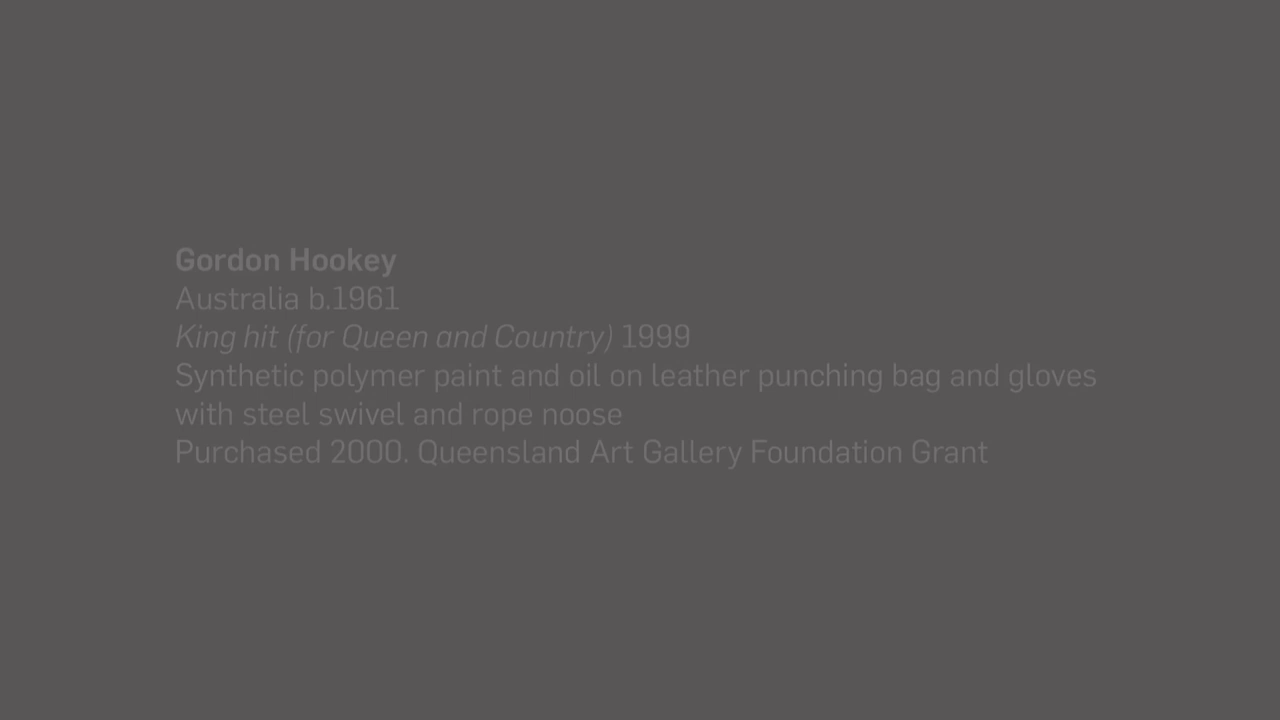 Gordon Hookey
Australia b.1961
King hit (for Queen and Country) 1999
Synthetic polymer paint and oil on leather punching bag and gloves
with steel swivel and rope noose
Purchased 2000. Queensland Art Gallery Foundation Grant